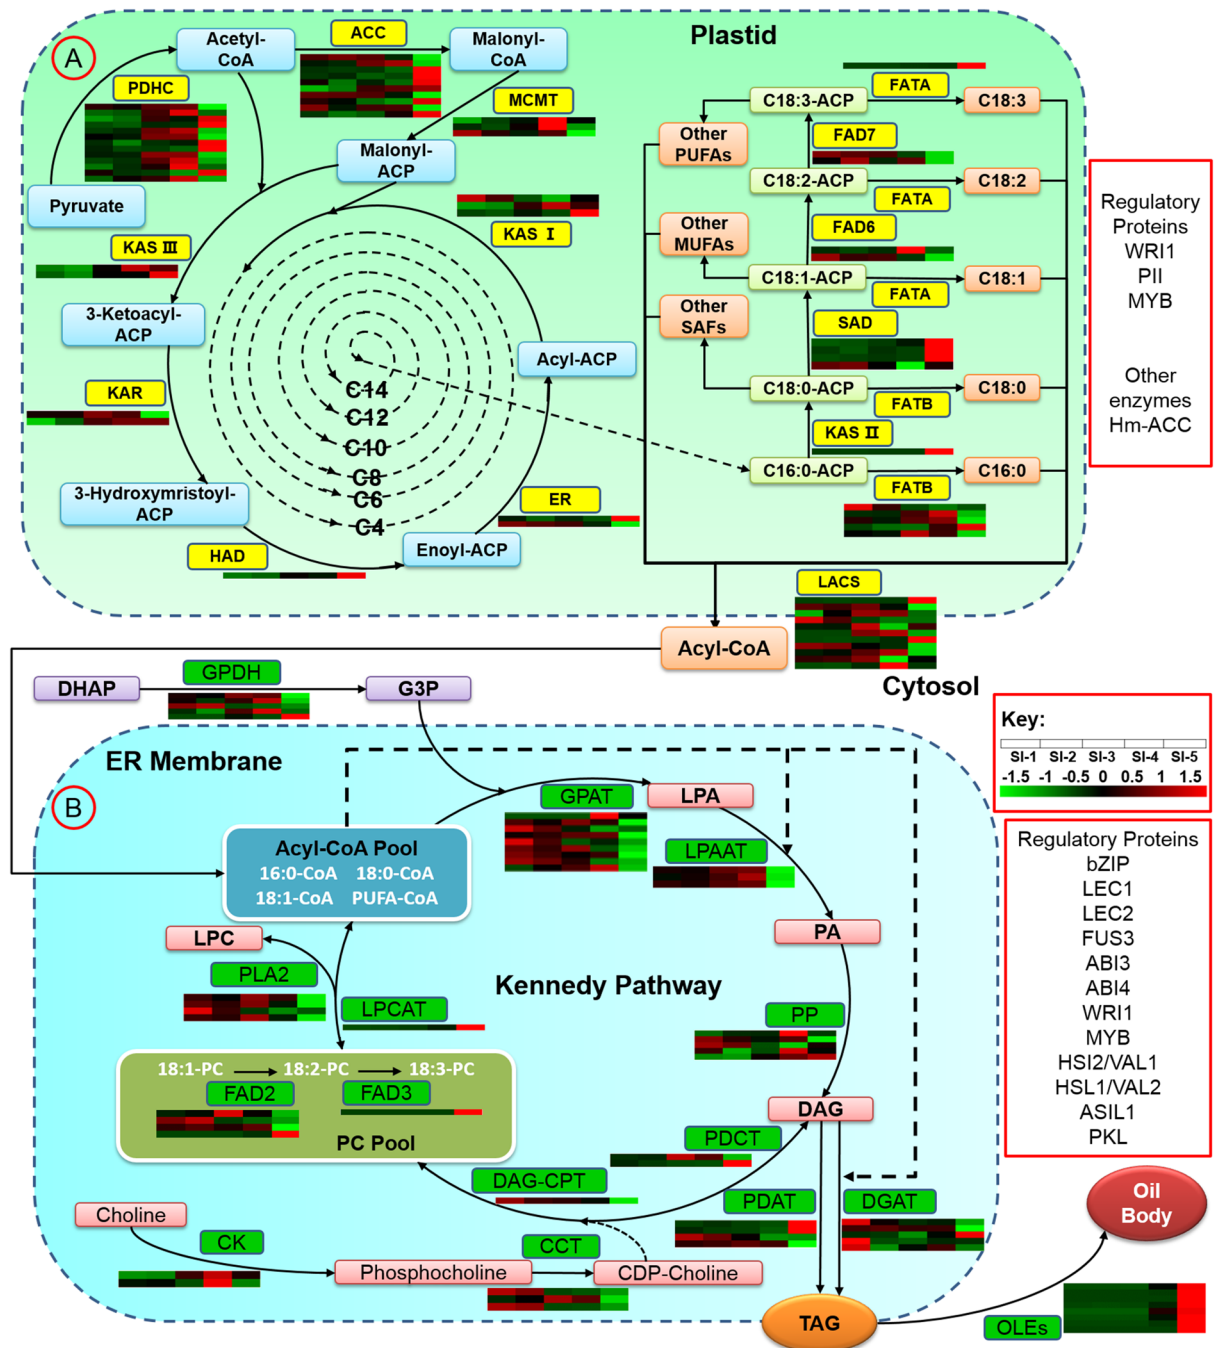 A
Plastid
Acetyl-
CoA
ACC
Malonyl-
CoA
PDHC
MCMT
Malonyl-
ACP
Pyruvate
KAS III
KAS I
3-Ketoacyl-
ACP
KAR
Acyl-ACP
C14
C12
C10
C8
C6
C4
3-Hydroxymristoyl-
ACP
ER
HAD
Enoyl-ACP
FATA
C18:3-ACP
C18:3
Other
PUFAs
FAD7
C18:2-ACP
C18:2
FATA
Other
MUFAs
FAD6
C18:1-ACP
C18:1
FATA
Other
SAFs
SAD
C18:0-ACP
C18:0
FATB
KAS II
C16:0-ACP
C16:0
FATB
LACS
Acyl-CoA
Regulatory
Proteins
WRI1
PII
MYB
Other
enzymes
Hm-ACC
Cytosol
DHAP
GPDH
G3P
Key:
SI-1 SI-2 SI-3 SI-4 SI-5
-1.5 -1 -0.5 0 0.5 1 1.5
ER Membrane
B
GPAT
LPA
Acyl-CoA Pool
16:0-CoA 18:0-CoA
18:1-CoA PUFA-CoA
LPAAT
LPC
PA
PLA2
Kennedy Pathway
LPCAT
PP
18:1-PC 18:2-PC 18:3-PC
FAD2
FAD3
DAG
PC Pool
PDCT
DAG-CPT
PDAT
DGAT
Choline
CK
CCT
Phosphocholine
CDP-Choline
TAG
Regulatory Proteins
bZIP
LEC1
LEC2
FUS3
ABI3
ABI4
WRI1
MYB
HSI2/VAL1
HSL1/VAL2
ASIL1
PKL
Oil
Body
OLEs